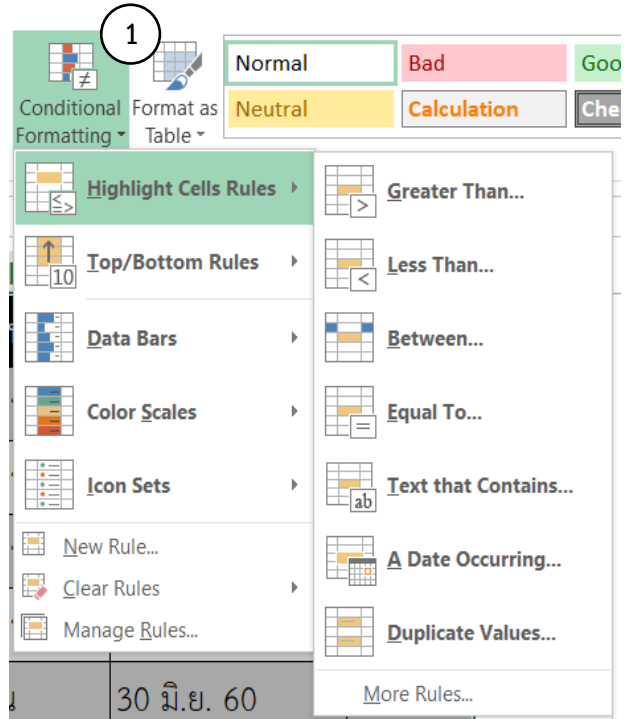 1
Conditional Formatting
Format as Table
Normal
Bad
Goo
Neutral
Calculation
Che
Highlight Cells Rules
Top/Bottom Rules
10
Data Bars
Color Scales
Icon Sets
New Rule...
Clear Rules
Manage Rules...
Greater Than...
Less Than...
Between...
Equal To...
ab
Text that Contains...
A Date Occurring...
Duplicate Values...
More Rules...
30 มิ.ย. 60